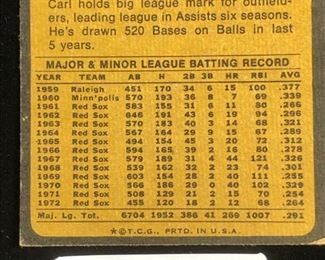 Carl holds big league mark for outfield-
ers, leading league in Assists six seasons.
He's drawn 520 Bases on Balls in last
5 years.
MAJOR & MINOR LEAGUE BATTING RECORD
YEAR TEAM AB H 2B 3B HR RBI AVG
1959 Raleigh 451 170 34 6 15 100 .377
1960 Minn'polis 570 193 36 8 7 69 .339
1961 Red Sox 583 155 31 6 11 80 .266
1962 Red Sox 646 191 43 6 19 94 .296
1963 Red Sox 570 183 40 3 14 68 .321
1964 Red Sox 567 164 29 9 15 67 .289
1965 Red Sox 494 154 45 3 20 72 .312
1966 Red Sox 594 165 39 2 16 80 .278
1967 Red Sox 579 189 31 4 44 121 .326
1968 Red Sox 539 162 32 2 23 74 .301
1969 Red Sox 603 154 28 2 40 111 .255
1970 Red Sox 566 186 29 0 40 102 .329
1971 Red Sox 508 129 21 2 15 70 .254
1972 Red Sox 455 120 18 2 12 68 .264
Maj. Lg. Tot. 6704 1952 386 41 269 1007 .291
★©T.C.G., PRTD. IN U.S.A.